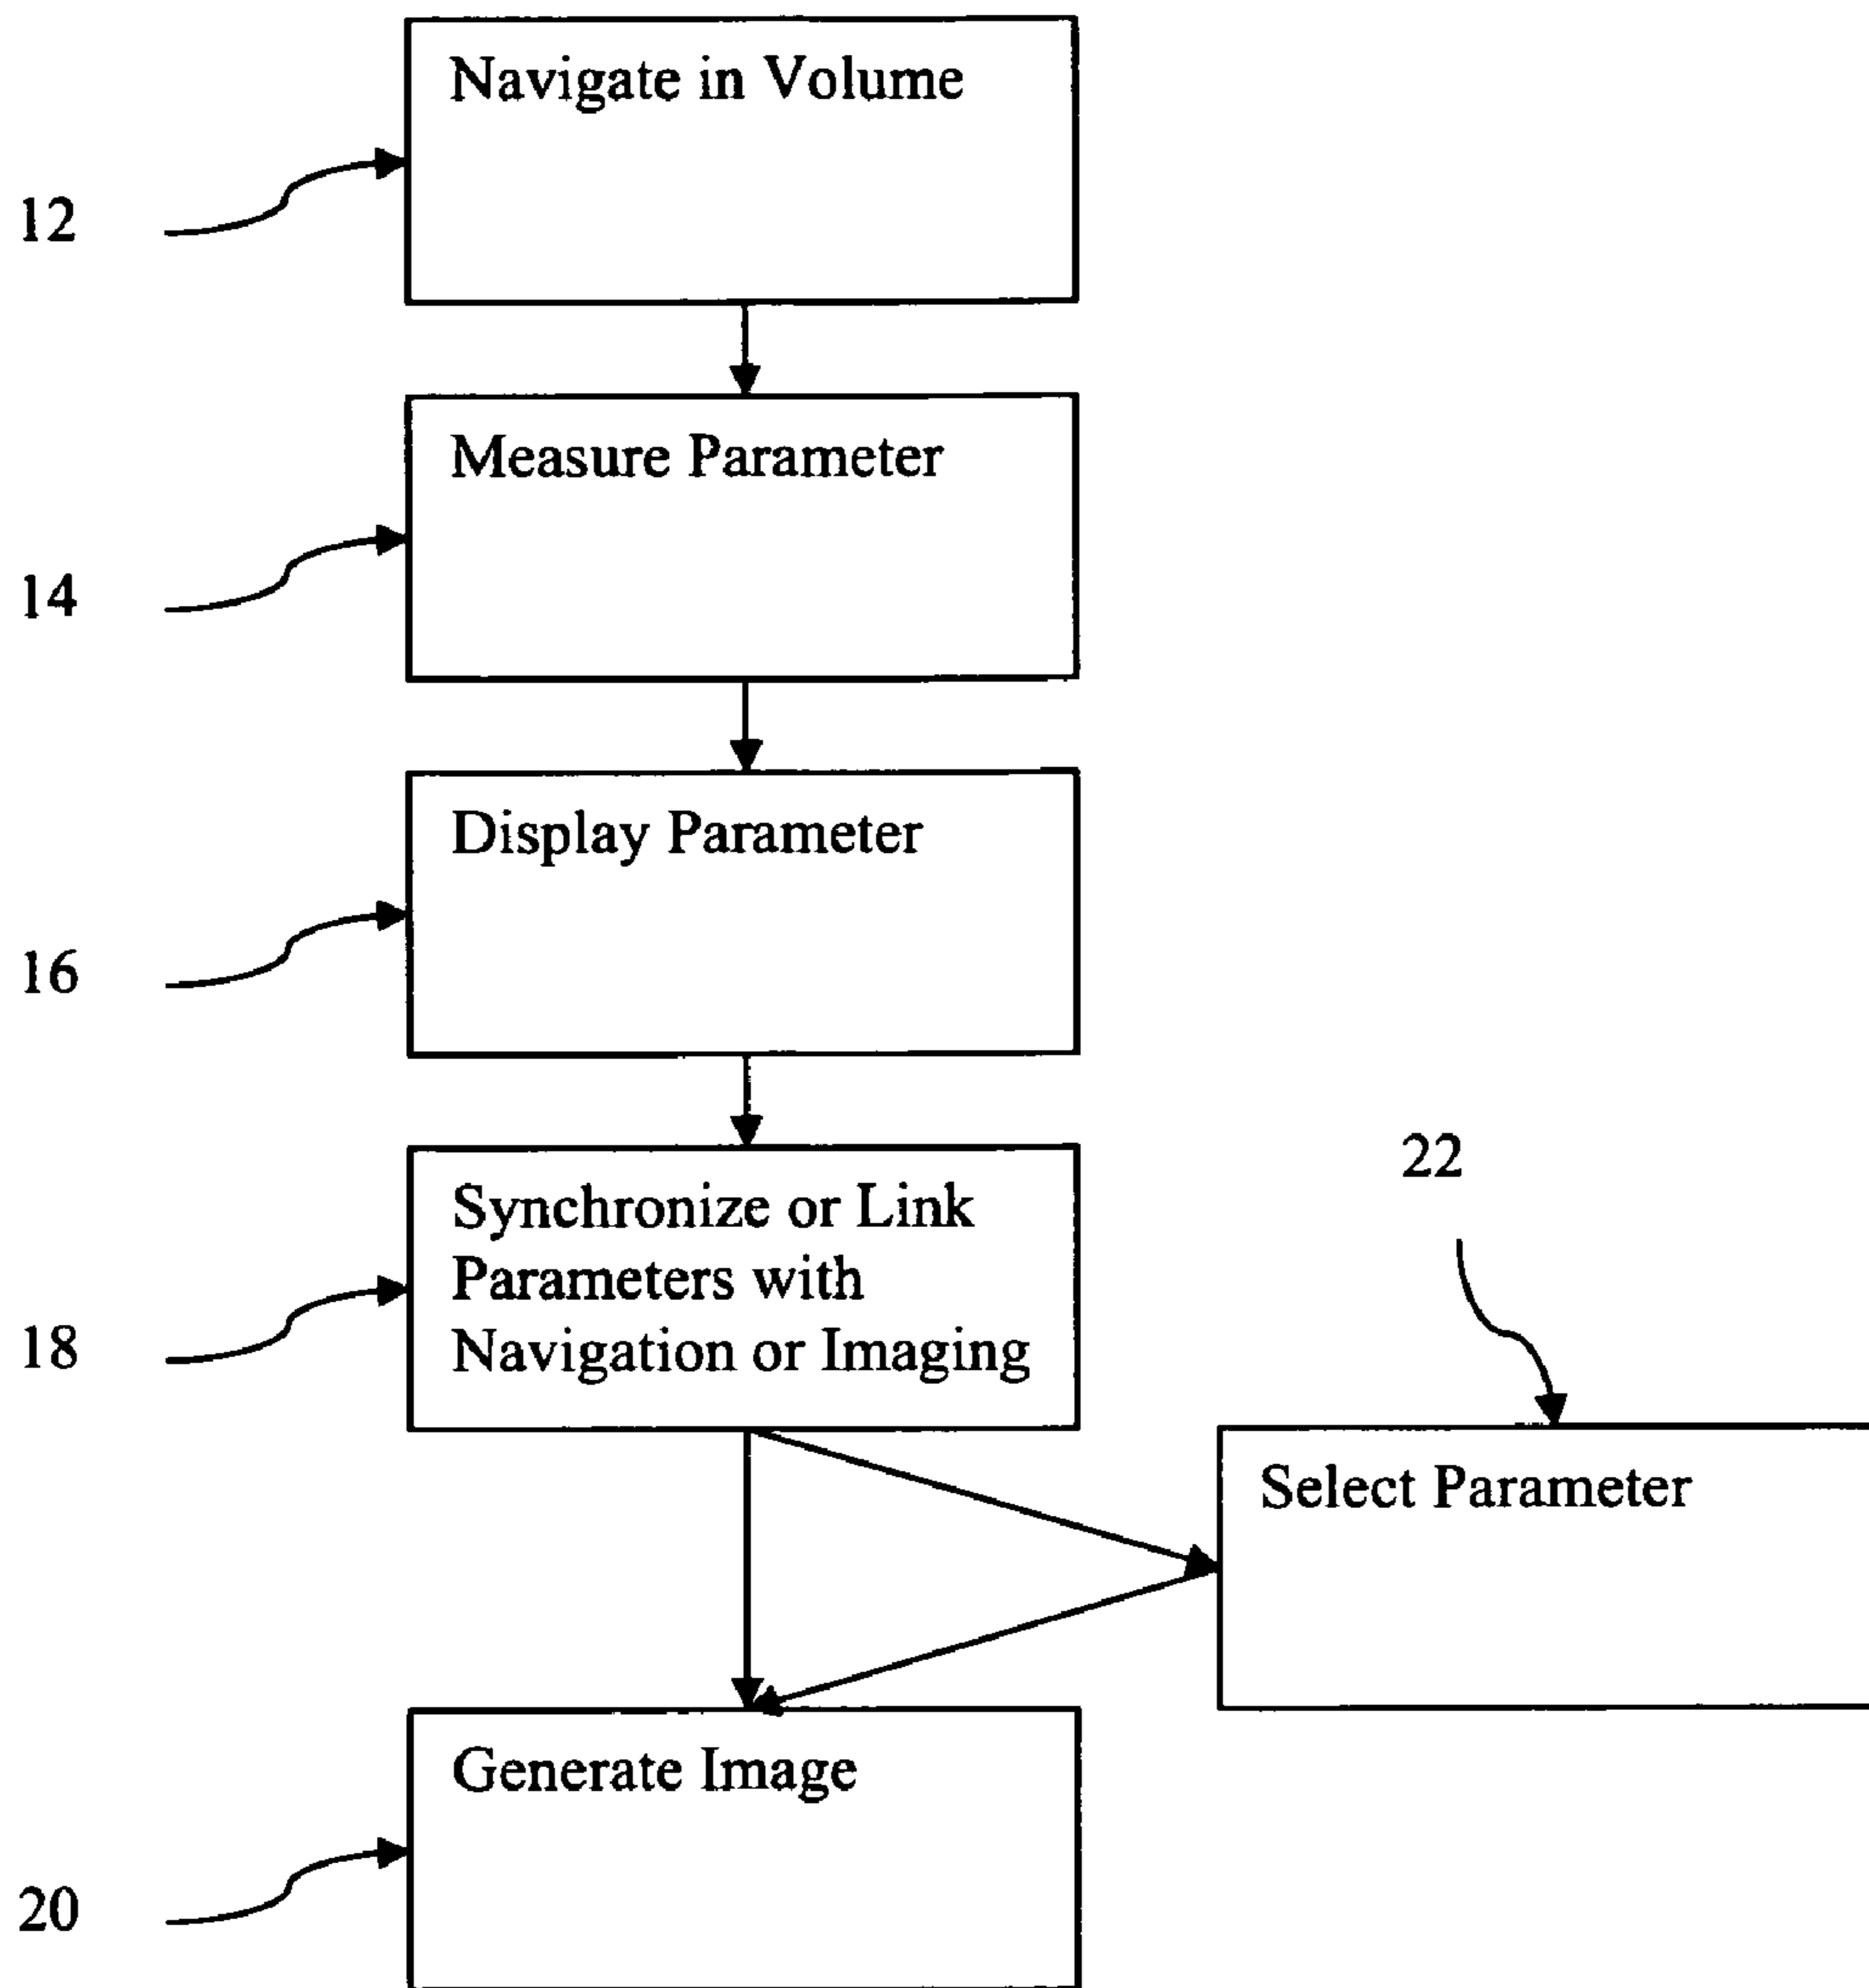 Navigate in Volume
12
Measure Parameter
14
Display Parameter
16
Synchronize or Link
Parameters with
Navigation or Imaging
18
22
Select Parameter
Generate Image
20